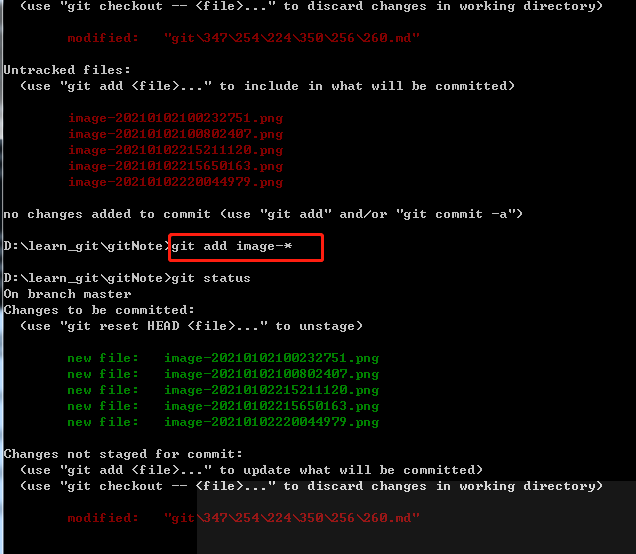 (use "git checkout -- <file>..." to discard changes in working directory)
modified:   "git\347\254\224\350\256\260.md"
Untracked files:
(use "git add <file>..." to include in what will be committed)
image-20210102100232751.png
image-20210102100802407.png
image-20210102215211120.png
image-20210102215650163.png
image-20210102220044979.png
no changes added to commit (use "git add" and/or "git commit -a")
D:\learn_git\gitNote>git add image-*
D:\learn_git\gitNote>git status
On branch master
Changes to be committed:
(use "git reset HEAD <file>..." to unstage)
new file:   image-20210102100232751.png
new file:   image-20210102100802407.png
new file:   image-20210102215211120.png
new file:   image-20210102215650163.png
new file:   image-20210102220044979.png
Changes not staged for commit:
(use "git add <file>..." to update what will be committed)
(use "git checkout -- <file>..." to discard changes in working directory)
modified:   "git\347\254\224\350\256\260.md"